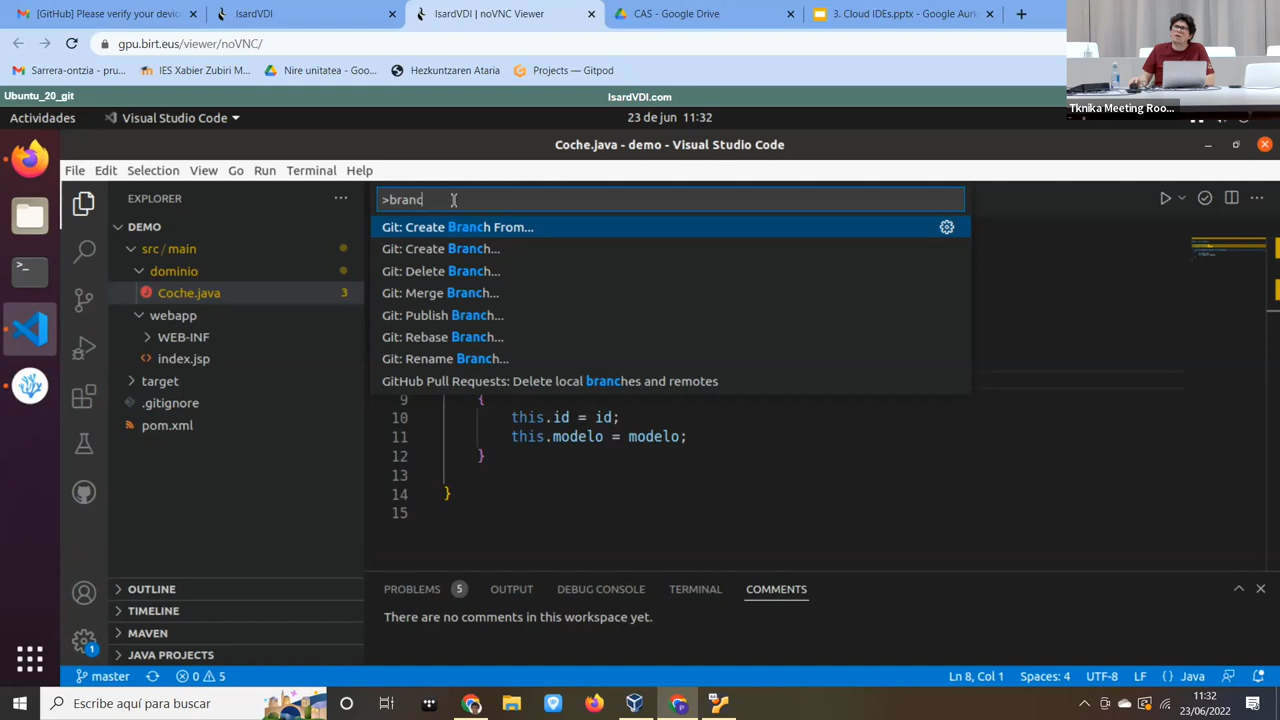 [GitHub] Please verify your devic
IsardVDI
IsardVDI | noVNC Viewer
CAS - Google Drive
3. Cloud IDEs.pptx - Google Aurk
gpu.birt.eus/viewer/noVNC/
Sarrera-ontzia - pru...
IES Xabier Zubiri M...
Nire unitatea - Goo...
Hezkuntzaren Ataria
Projects — Gitpod
Tknika Meeting Roo...
Ubuntu_20_git
IsardVDI.com
Actividades
Visual Studio Code
23 de jun 11:32
Coche.java - demo - Visual Studio Code
File Edit Selection View Go Run Terminal Help
EXPLORER
DEMO
src / main
dominio
Coche.java 3
webapp
WEB-INF
index.jsp
target
.gitignore
pom.xml
OUTLINE
TIMELINE
MAVEN
JAVA PROJECTS
>branc
Git: Create Branch From...
Git: Create Branch...
Git: Delete Branch...
Git: Merge Branch...
Git: Publish Branch...
Git: Rebase Branch...
Git: Rename Branch...
GitHub Pull Requests: Delete local branches and remotes
9 {
10 this.id = id;
11 this.modelo = modelo;
12 }
13
14 }
15
PROBLEMS 5 OUTPUT DEBUG CONSOLE TERMINAL COMMENTS
There are no comments in this workspace yet.
1
master 0 5
Ln 8, Col 1 Spaces: 4 UTF-8 LF { } Java
Escribe aquí para buscar
11:32
23/06/2022